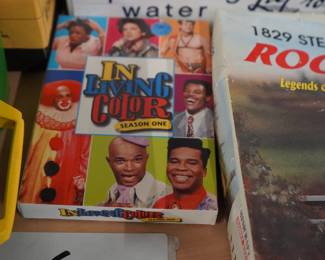 water
IN
LIVING
COLOR
SEASON ONE
IN LIVING COLOR
1829 STE
ROC
Legends o